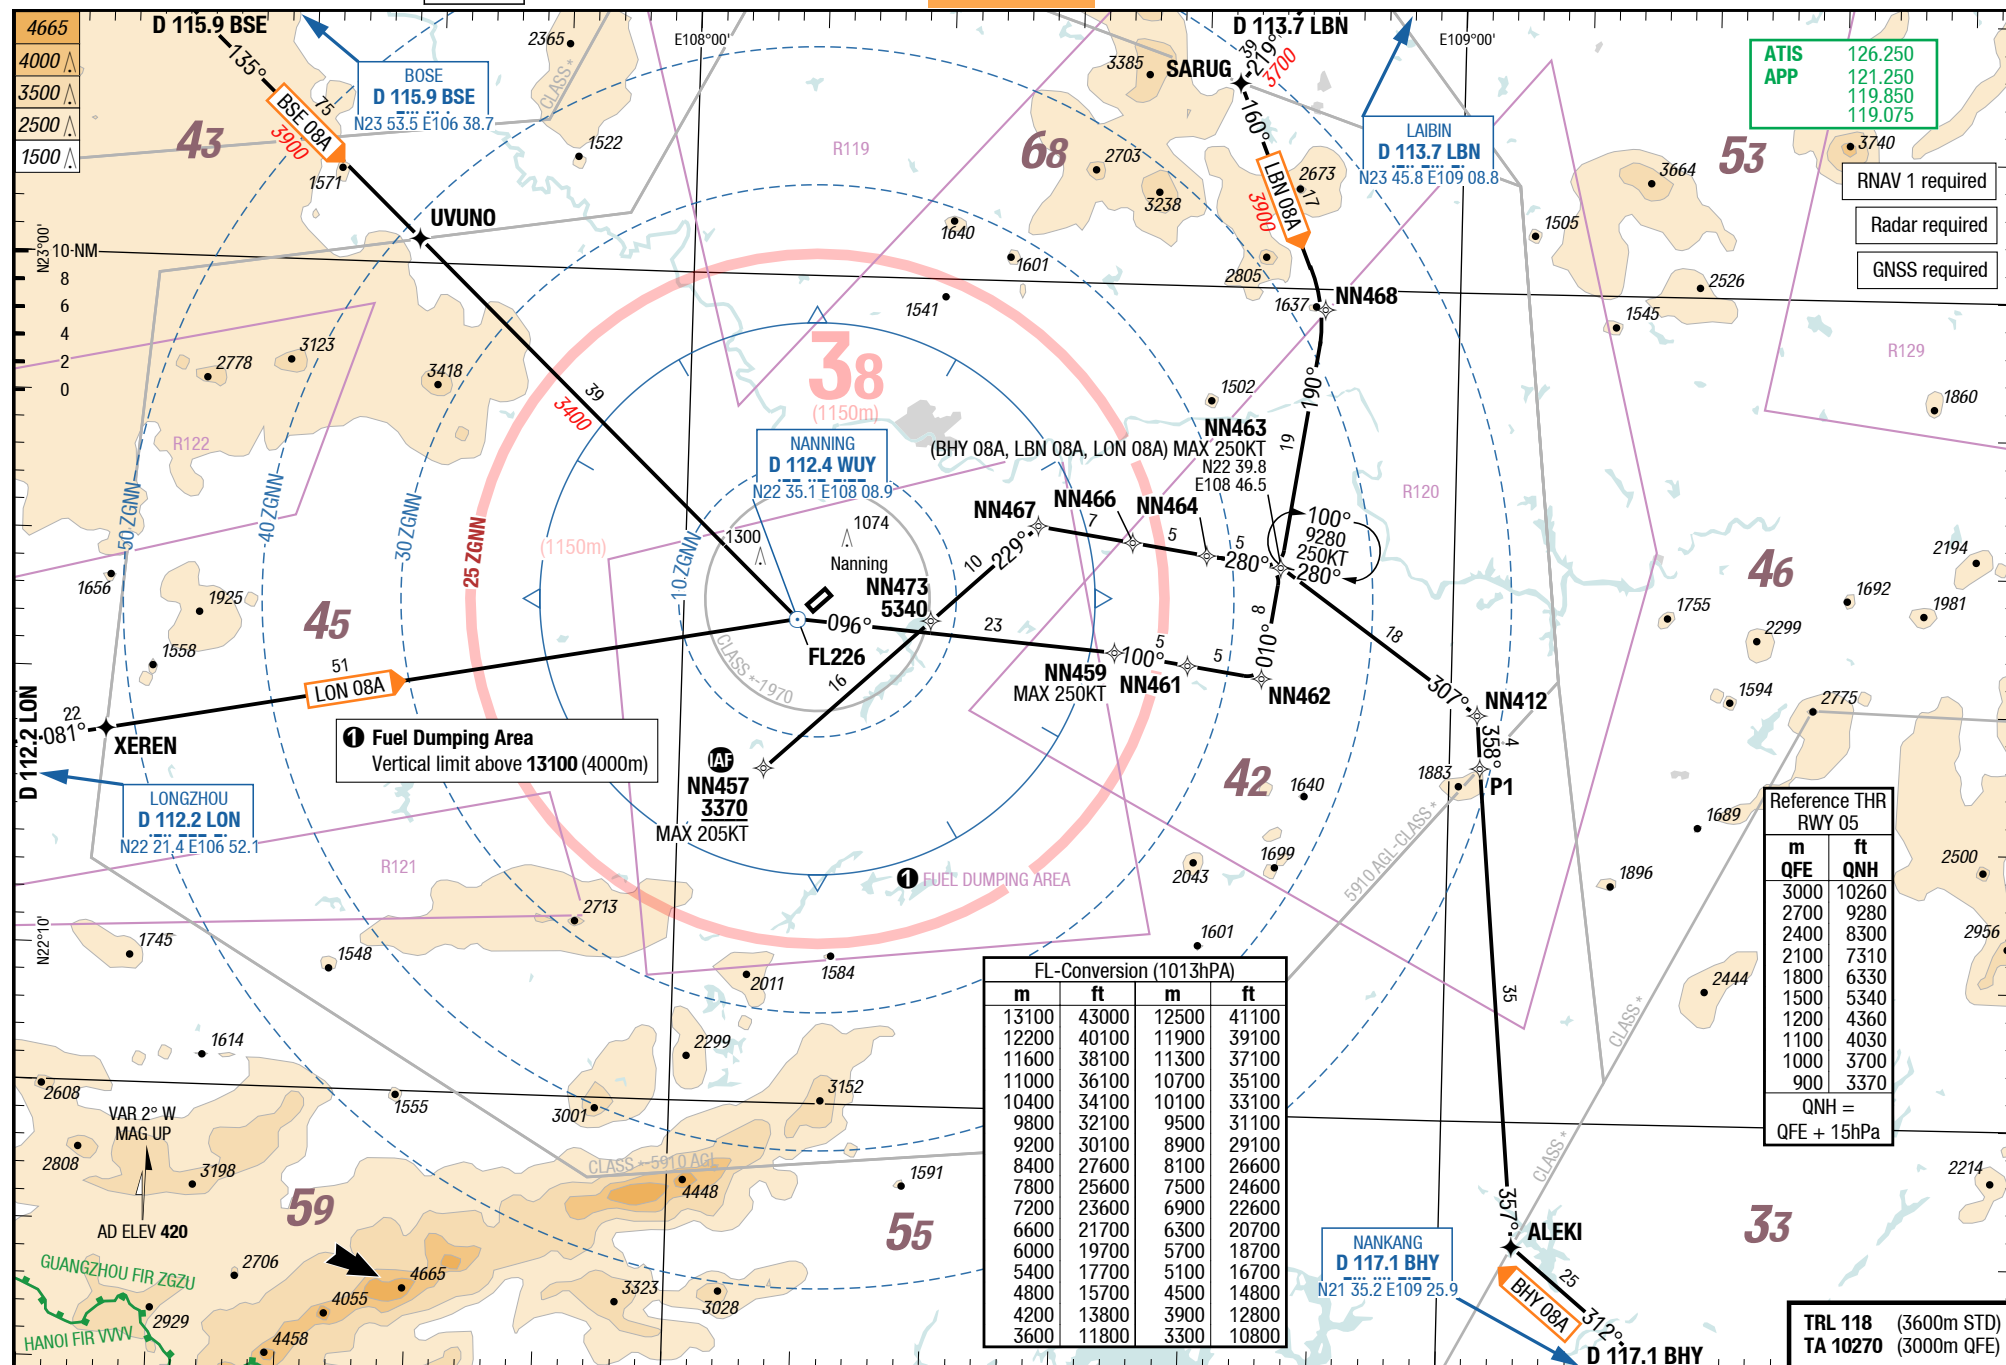 4665
4000
3500
2500
1500
D 115.9 BSE
135°
75
BSE 08A
3900
BOSE
D 115.9 BSE
N23 53.5 E106 38.7
43
1571
UVUNO
2365
CLASS *
1522
E108°00'
R119
3385
SARUG
D 113.7 LBN
39
219°
3700
160°
68
2703
3238
LBN 08A
2673
17
3900
2805
E109°00'
LAIBIN
D 113.7 LBN
N23 45.8 E109 08.8
ATIS 126.250
APP 121.250
119.850
119.075
53
3740
3664
RNAV 1 required
Radar required
GNSS required
1505
2526
1545
R129
1860
N23°00'
10-NM
8
6
4
2
0
2778
3123
3418
R122
1640
1601
1541
1637
NN468
38
(1150m)
39
3400
NANNING
D 112.4 WUY
N22 35.1 E108 08.9
1502
190°
19
NN463
(BHY 08A, LBN 08A, LON 08A) MAX 250KT
N22 39.8
E108 46.5
R120
50 ZGNN
40 ZGNN
30 ZGNN
25 ZGNN
(1150m)
10 ZGNN
1300
1074
Nanning
NN467
7
NN466
5
NN464
5
280°
100°
9280
250KT
280°
10
229°
NN473
5340
1656
1925
45
1558
096°
FL226
23
CLASS *-1970
16
5
100°
5
NN459
MAX 250KT
NN461
NN462
8
010°
18
307°
NN412
4
358°
P1
46
2194
1692
1981
1755
2299
1594
2775
51
LON 08A
22
081°
XEREN
D 112.2 LON
LONGZHOU
D 112.2 LON
N22 21.4 E106 52.1
1 Fuel Dumping Area
Vertical limit above 13100 (4000m)
IAF
NN457
3370
MAX 205KT
42
1640
1883
1699
2043
1 FUEL DUMPING AREA
5910 AGL-CLASS *
1689
1896
Reference THR
RWY 05
m ft
QFE QNH
3000 10260
2700 9280
2400 8300
2100 7310
1800 6330
1500 5340
1200 4360
1100 4030
1000 3700
900 3370
QNH =
QFE + 15hPa
2500
2956
R121
2713
N22°10'
1745
1548
2011
1584
1601
2444
35
CLASS *
FL-Conversion (1013hPA)
m ft m ft
13100 43000 12500 41100
12200 40100 11900 39100
11600 38100 11300 37100
11000 36100 10700 35100
10400 34100 10100 33100
9800 32100 9500 31100
9200 30100 8900 29100
8400 27600 8100 26600
7800 25600 7500 24600
7200 23600 6900 22600
6600 21700 6300 20700
6000 19700 5700 18700
5400 17700 5100 16700
4800 15700 4500 14800
4200 13800 3900 12800
3600 11800 3300 10800
1614
2608
VAR 2° W
MAG UP
2808
3198
AD ELEV 420
1555
3001
2299
3152
CLASS *-5910 AGL
4448
1591
59
55
CLASS *
357°
ALEKI
2214
33
GUANGZHOU FIR ZGZU
HANOI FIR VVVV
2706
2929
4665
4055
4458
3323
3028
NANKANG
D 117.1 BHY
N21 35.2 E109 25.9
25
BHY 08A
312°
D 117.1 BHY
TRL 118 (3600m STD)
TA 10270 (3000m QFE)